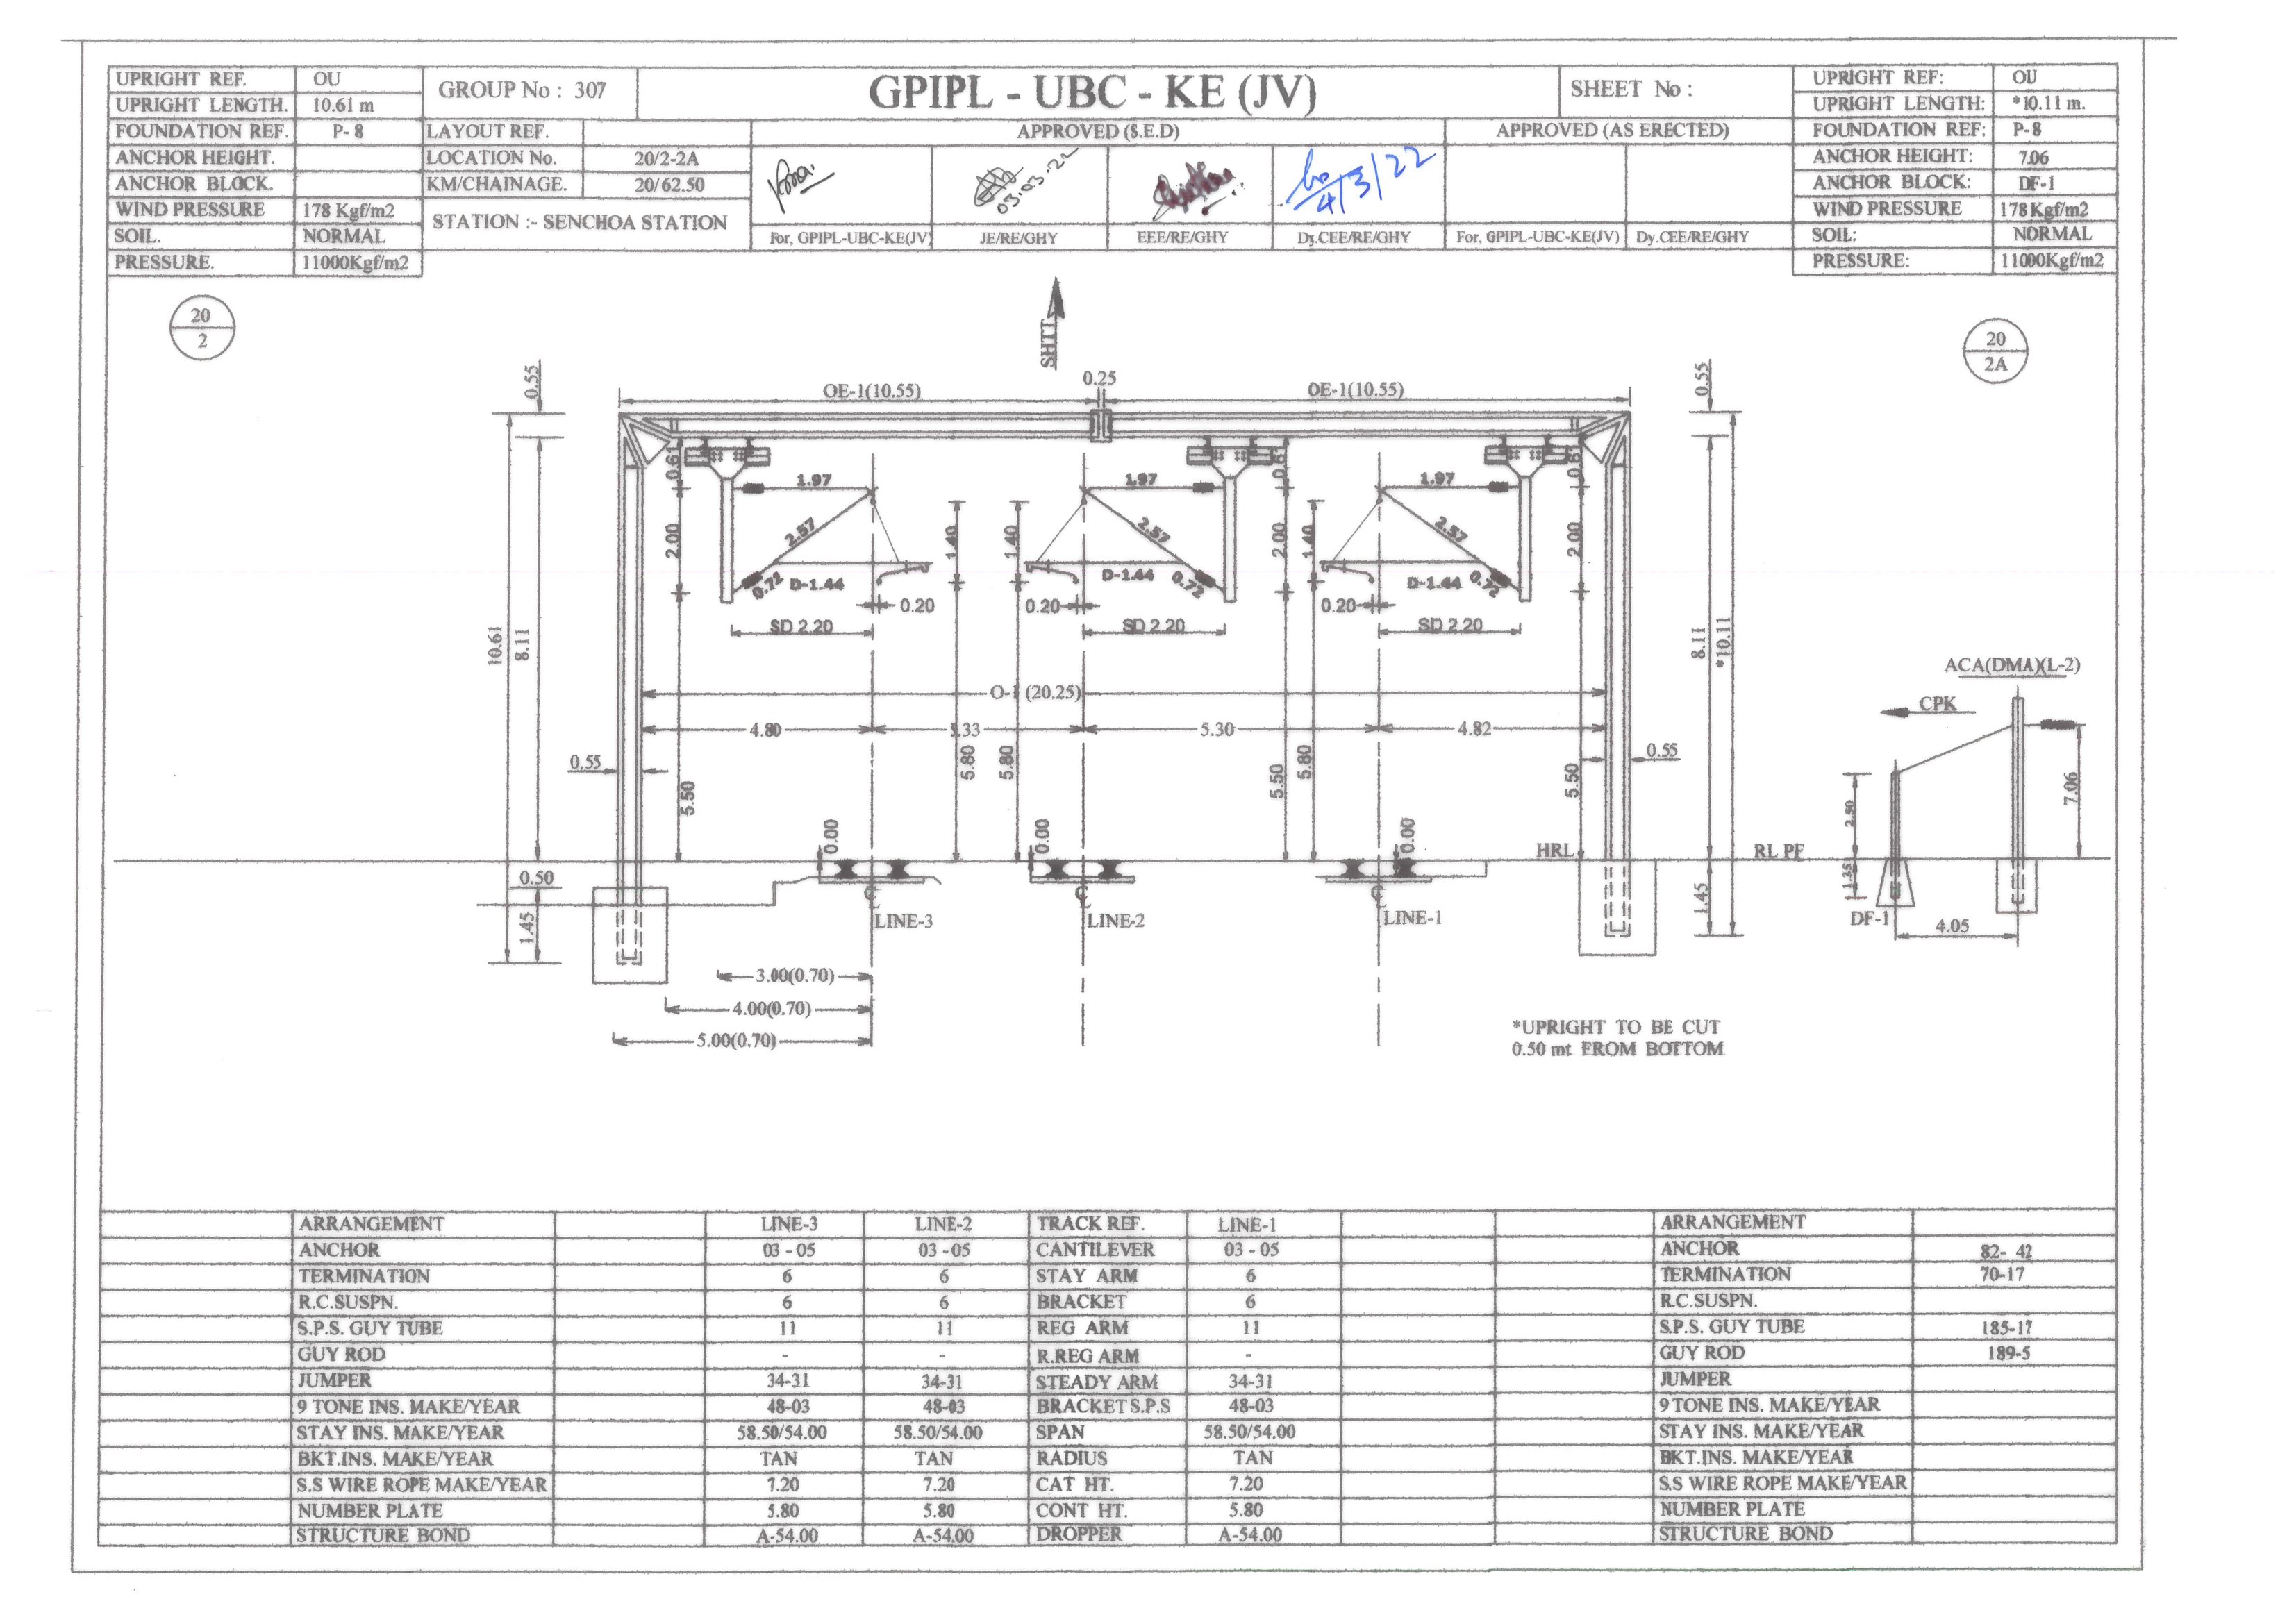 UPRIGHT REF. OU
UPRIGHT LENGTH. 10.61 m
FOUNDATION REF. P-8
ANCHOR HEIGHT.
ANCHOR BLOCK.
WIND PRESSURE 178 Kgf/m2
SOIL. NORMAL
PRESSURE. 11000Kgf/m2
GROUP No : 307
LAYOUT REF.
LOCATION No. 20/2-2A
KM/CHAINAGE. 20/62.50
STATION :- SENCHOA STATION
GPIPL - UBC - KE (JV)
SHEET No :
APPROVED (S.E.D)
APPROVED (AS ERECTED)
03.03.22
4/3/22
For, GPIPL-UBC-KE(JV)
JE/RE/GHY
EEE/RE/GHY
Dy.CEE/RE/GHY
For, GPIPL-UBC-KE(JV)
Dy.CEE/RE/GHY
UPRIGHT REF: OU
UPRIGHT LENGTH: *10.11 m.
FOUNDATION REF: P-8
ANCHOR HEIGHT: 7.06
ANCHOR BLOCK: DF-1
WIND PRESSURE 178Kgf/m2
SOIL: NORMAL
PRESSURE: 11000Kgf/m2
20
2
SHTT
20
2A
0.55
OE-1(10.55)
0.25
OE-1(10.55)
0.55
0.61
1.97
1.97
0.61
1.97
0.61
2.00
2.57
1.40
1.40
2.57
2.00
1.40
2.57
2.00
0.72
D-1.44
D-1.44
0.72
D-1.44
0.72
0.20
0.20
0.20
SD 2.20
SD 2.20
SD 2.20
10.61
8.11
8.11
*10.11
O-1 (20.25)
4.80
5.33
5.30
4.82
0.55
0.55
5.50
5.80
5.80
5.50
5.80
5.50
0.00
0.00
0.00
HRL
RL PF
0.50
1.45
1.45
LINE-3
LINE-2
LINE-1
3.00(0.70)
4.00(0.70)
5.00(0.70)
ACA(DMA)(L-2)
CPK
2.90
7.06
1.35
DF-1
4.05
*UPRIGHT TO BE CUT
0.50 mt FROM BOTTOM
ARRANGEMENT LINE-3 LINE-2 TRACK REF. LINE-1 ARRANGEMENT
ANCHOR 03 - 05 03 - 05 CANTILEVER 03 - 05 ANCHOR 82- 42
TERMINATION 6 6 STAY ARM 6 TERMINATION 70-17
R.C.SUSPN. 6 6 BRACKET 6 R.C.SUSPN.
S.P.S. GUY TUBE 11 11 REG ARM 11 S.P.S. GUY TUBE 185-17
GUY ROD - - R.REG ARM - GUY ROD 189-5
JUMPER 34-31 34-31 STEADY ARM 34-31 JUMPER
9 TONE INS. MAKE/YEAR 48-03 48-03 BRACKET S.P.S 48-03 9 TONE INS. MAKE/YEAR
STAY INS. MAKE/YEAR 58.50/54.00 58.50/54.00 SPAN 58.50/54.00 STAY INS. MAKE/YEAR
BKT.INS. MAKE/YEAR TAN TAN RADIUS TAN BKT.INS. MAKE/YEAR
S.S WIRE ROPE MAKE/YEAR 7.20 7.20 CAT HT. 7.20 S.S WIRE ROPE MAKE/YEAR
NUMBER PLATE 5.80 5.80 CONT HT. 5.80 NUMBER PLATE
STRUCTURE BOND A-54.00 A-54.00 DROPPER A-54.00 STRUCTURE BOND